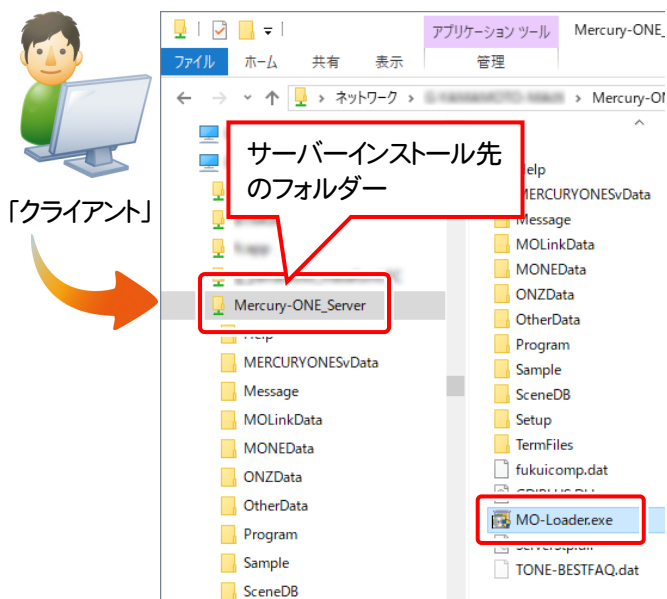 アプリケーション ツール
Mercury-ONE_
ファイル
ホーム
共有
表示
管理
ネットワーク
Mercury-O
サーバーインストール先
のフォルダー
「クライアント」
Mercury-ONE_Server
MERCURYONESvData
Message
MOLinkData
MONEData
ONZData
OtherData
Program
Sample
SceneDB
elp
MERCURYONESvData
Message
MOLinkData
MONEData
ONZData
OtherData
Program
Sample
SceneDB
Setup
TermFiles
fukuicomp.dat
MO-Loader.exe
TONE-BESTFAQ.dat